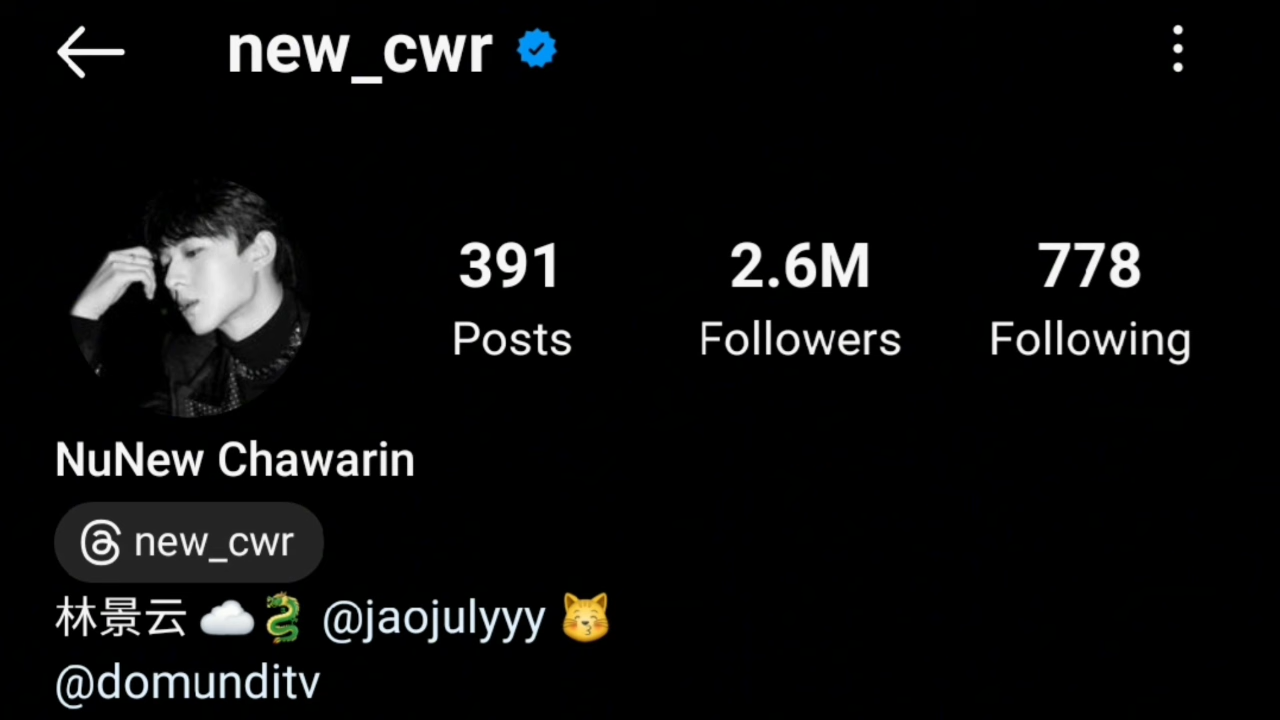 new_cwr
391 2.6M 778
Posts Followers Following
NuNew Chawarin
new_cwr
林景云 ☁️🐉 @jaojulyyy 😽
@domunditv